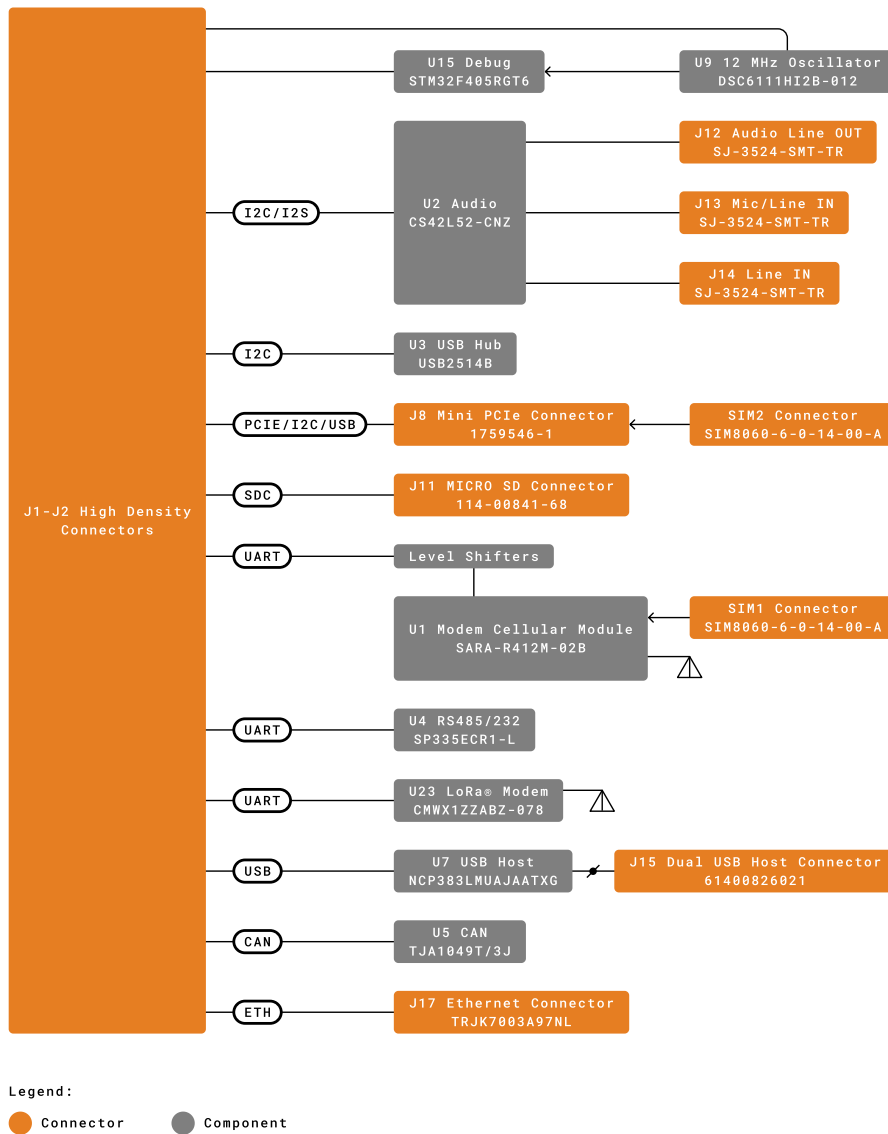 U15 Debug
STM32F405RGT6
U9 12 MHz Oscillator
DSC6111HI2B-012
J12 Audio Line OUT
SJ-3524-SMT-TR
I2C/I2S
U2 Audio
CS42L52-CNZ
J13 Mic/Line IN
SJ-3524-SMT-TR
J14 Line IN
SJ-3524-SMT-TR
I2C
U3 USB Hub
USB2514B
PCIE/I2C/USB
J8 Mini PCIe Connector
1759546-1
SIM2 Connector
SIM8060-6-0-14-00-A
SDC
J11 MICRO SD Connector
114-00841-68
J1-J2 High Density
Connectors
UART
Level Shifters
U1 Modem Cellular Module
SARA-R412M-02B
SIM1 Connector
SIM8060-6-0-14-00-A
UART
U4 RS485/232
SP335ECR1-L
UART
U23 LoRa® Modem
CMWX1ZZABZ-078
USB
U7 USB Host
NCP383LMUAJAATXG
J15 Dual USB Host Connector
61400826021
CAN
U5 CAN
TJA1049T/3J
ETH
J17 Ethernet Connector
TRJK7003A97NL
Legend:
Connector
Component